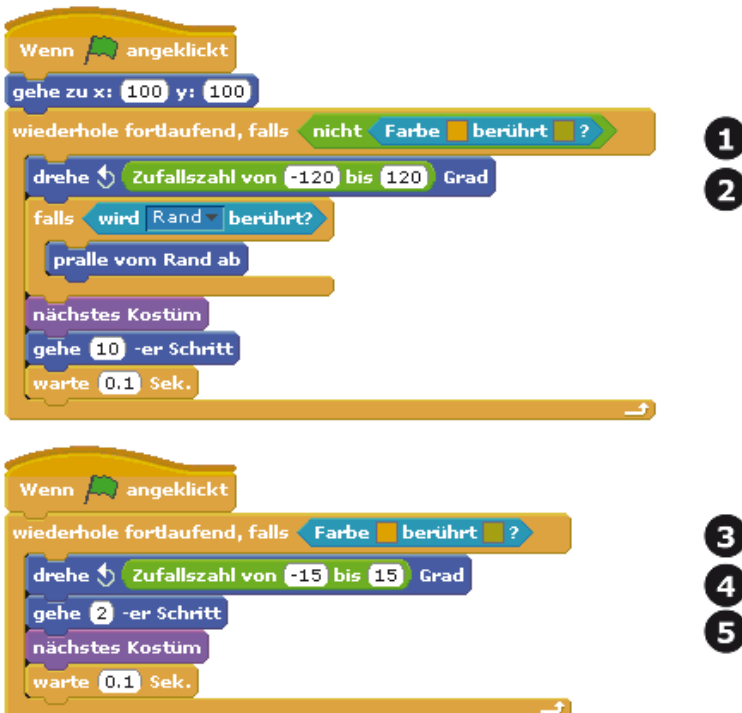 Wenn angeklickt
gehe zu x: 100 y: 100
wiederhole fortlaufend, falls nicht Farbe berührt ?
1
drehe Zufallszahl von -120 bis 120 Grad
2
falls wird Rand berührt?
pralle vom Rand ab
nächstes Kostüm
gehe 10 -er Schritt
warte 0.1 Sek.
Wenn angeklickt
wiederhole fortlaufend, falls Farbe berührt ?
3
drehe Zufallszahl von -15 bis 15 Grad
4
gehe 2 -er Schritt
5
nächstes Kostüm
warte 0.1 Sek.